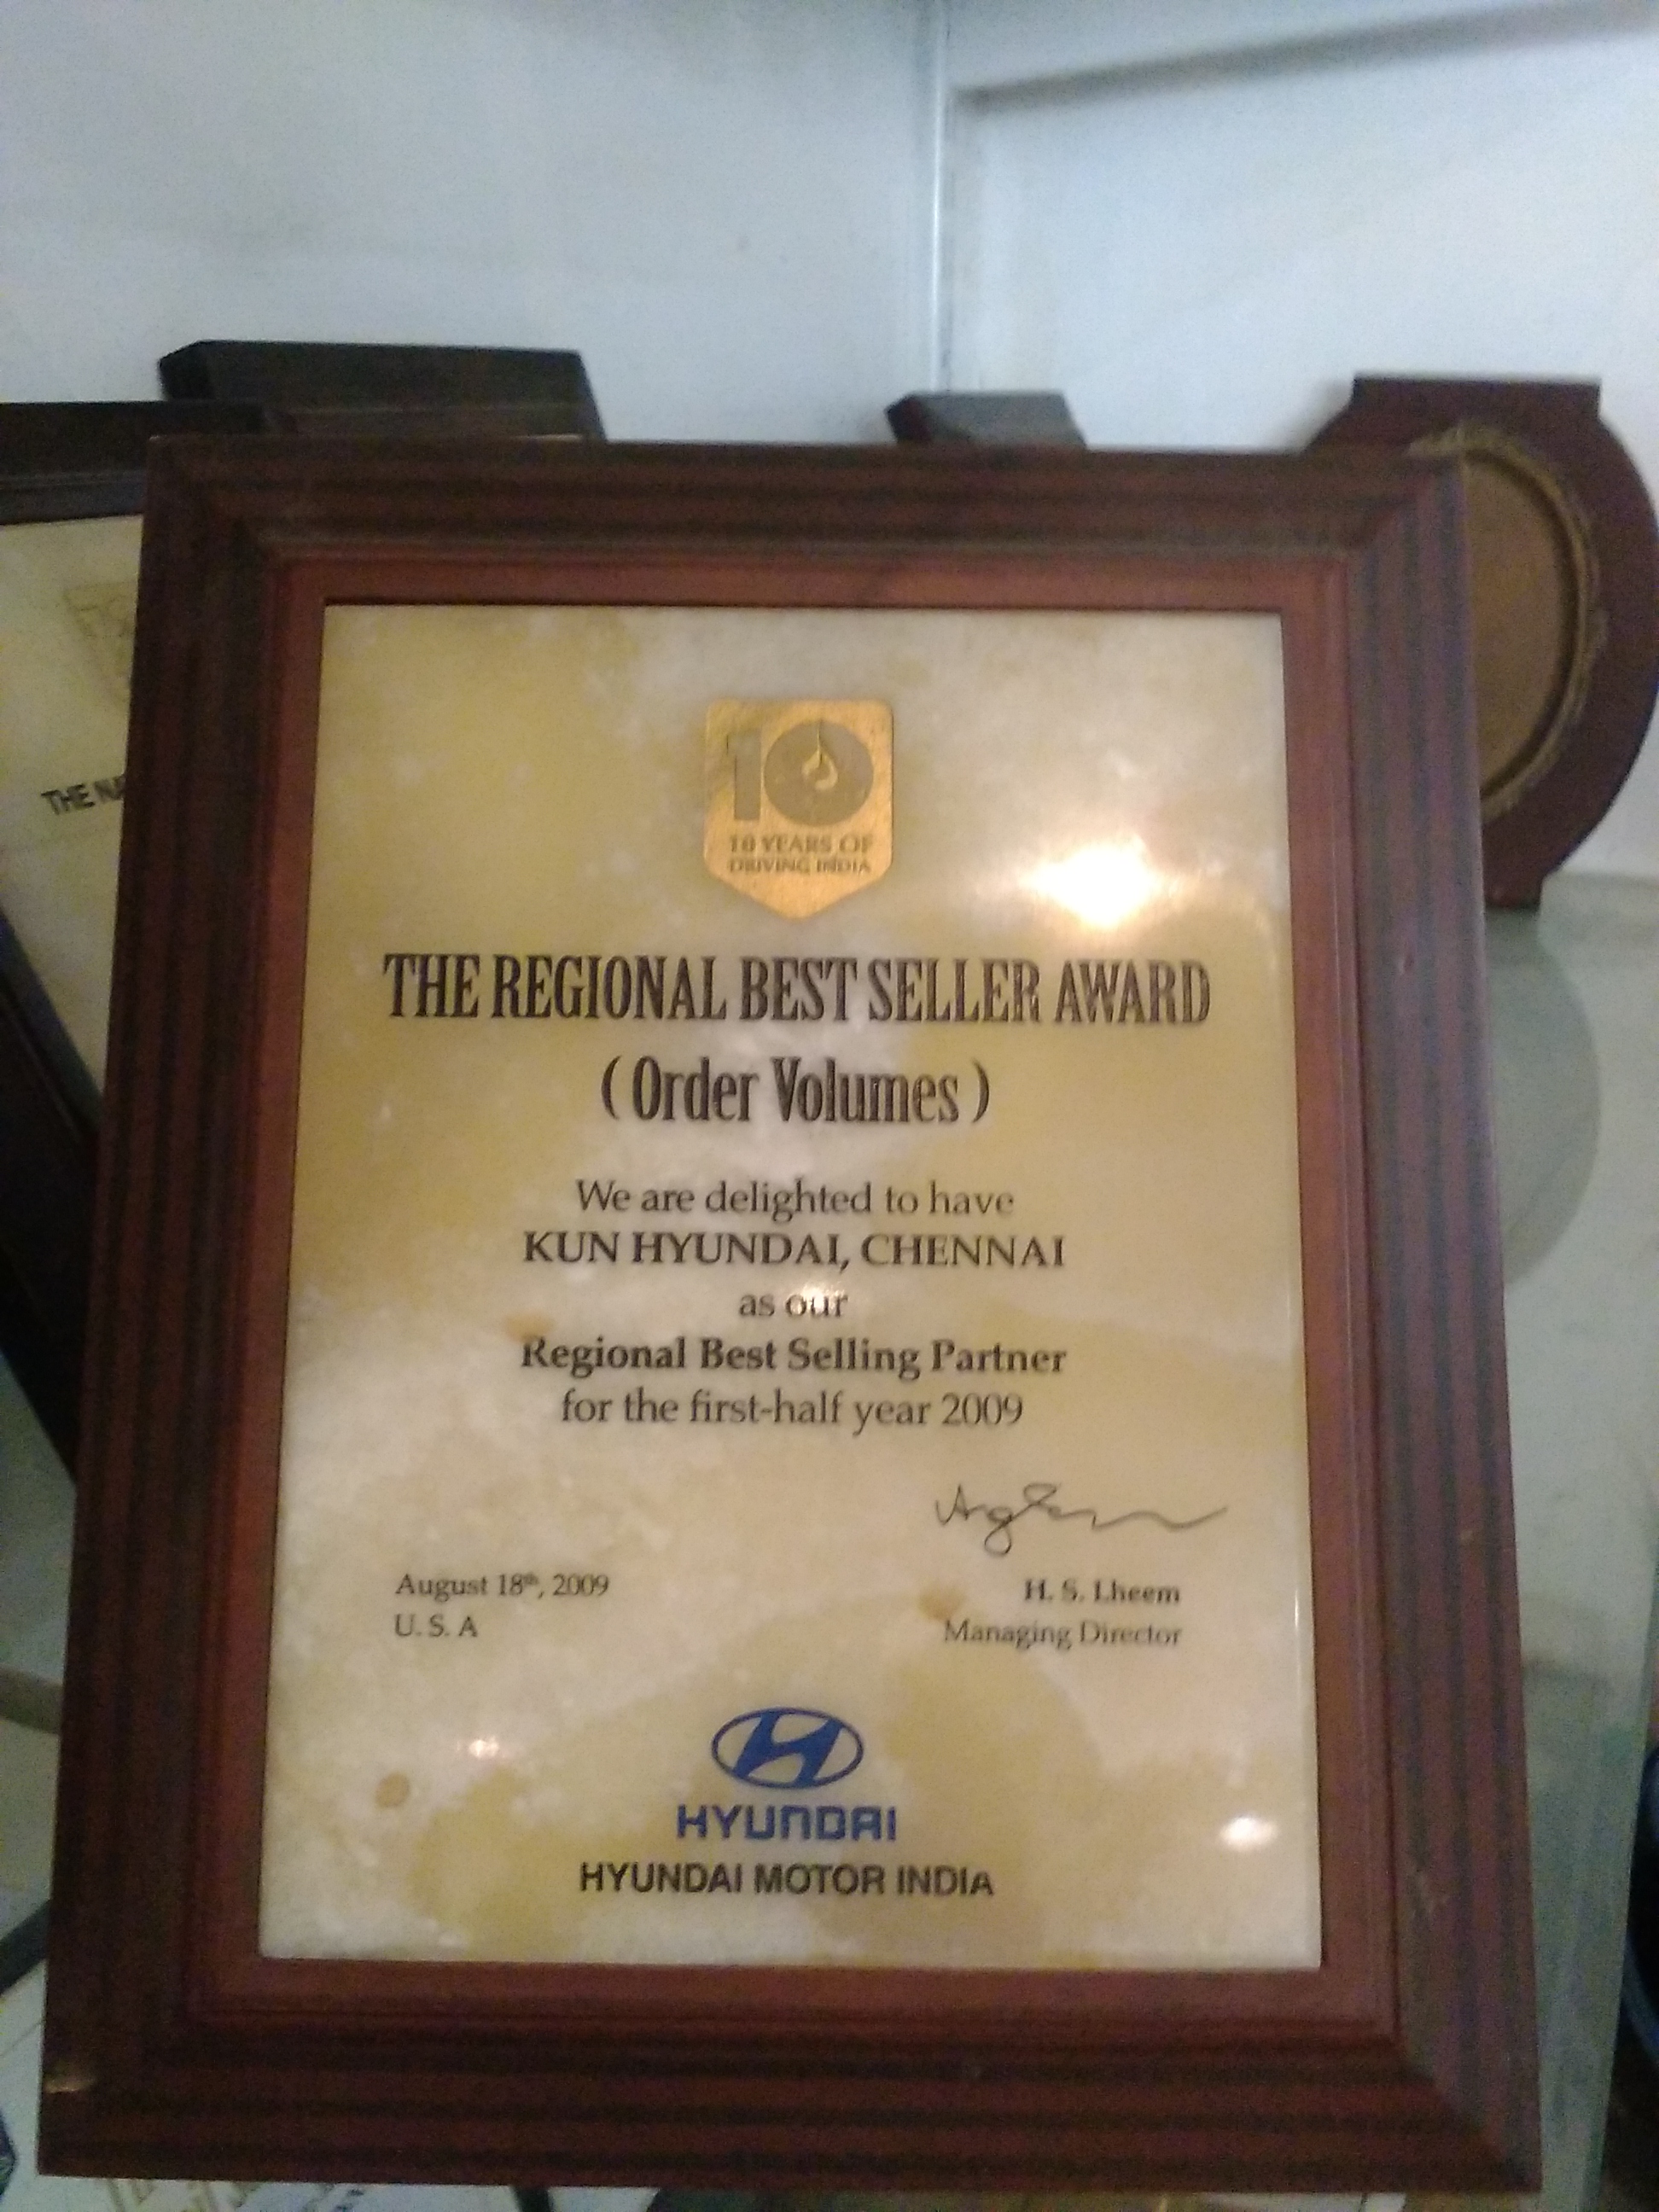 THE NA
10
10 YEARS OF
DRIVING INDIA
THE REGIONAL BEST SELLER AWARD
( Order Volumes )
We are delighted to have
KUN HYUNDAI, CHENNAI
as our
Regional Best Selling Partner
for the first-half year 2009
August 18th, 2009
U. S. A
H. S. Lheem
Managing Director
HYUNDAI
HYUNDAI MOTOR INDIA